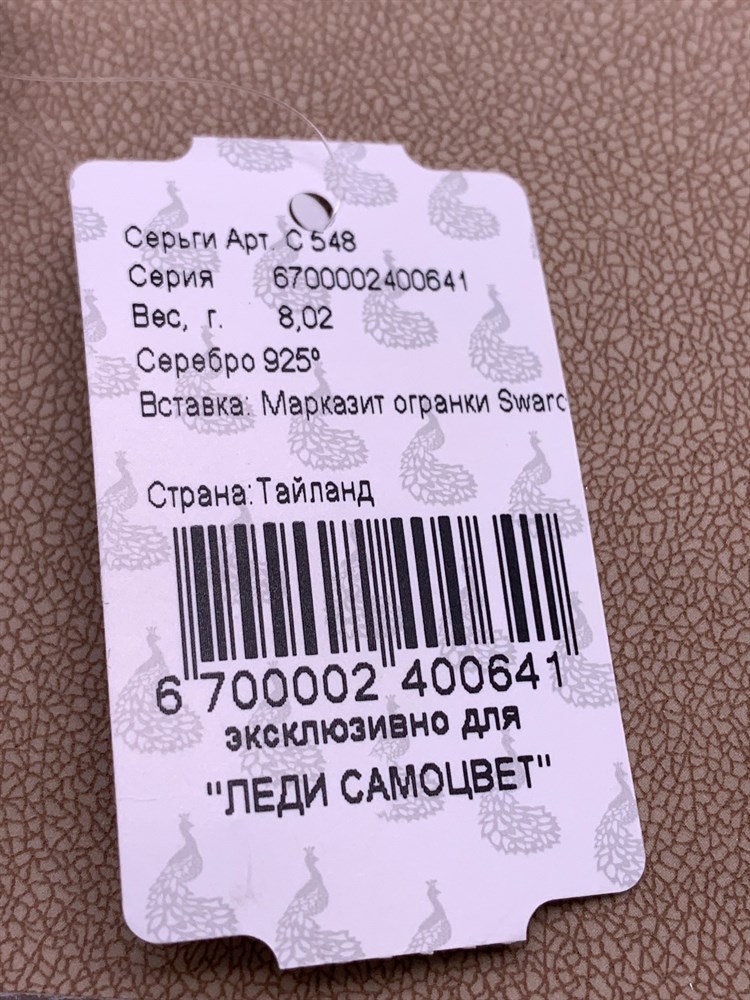 Серьги Арт. С 548
Серия 6700002400641
Вес, г. 8,02
Серебро 925°
Вставка: Марказит огранки Swarc
Страна:Тайланд
6 700002 400641
эксклюзивно для
"ЛЕДИ САМОЦВЕТ"